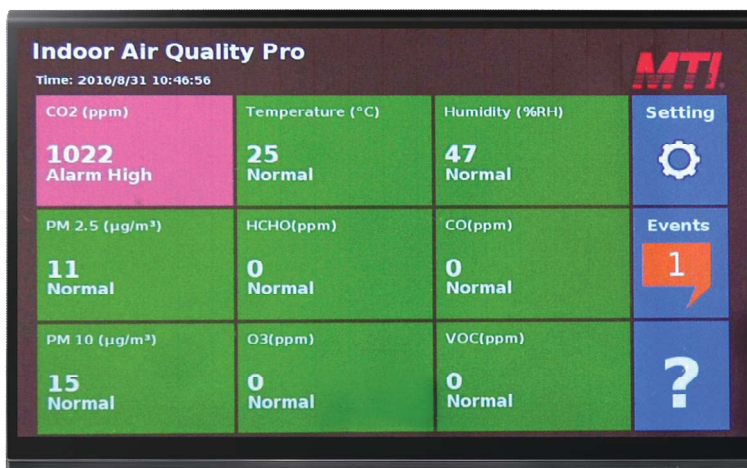 Indoor Air Quality Pro
Time: 2016/8/31 10:46:56
MTI
CO2 (ppm)
1022
Alarm High
Temperature (°C)
25
Normal
Humidity (%RH)
47
Normal
Setting
PM 2.5 (µg/m³)
11
Normal
HCHO(ppm)
0
Normal
CO(ppm)
0
Normal
Events
1
PM 10 (µg/m³)
15
Normal
O3(ppm)
0
Normal
VOC(ppm)
0
Normal
?